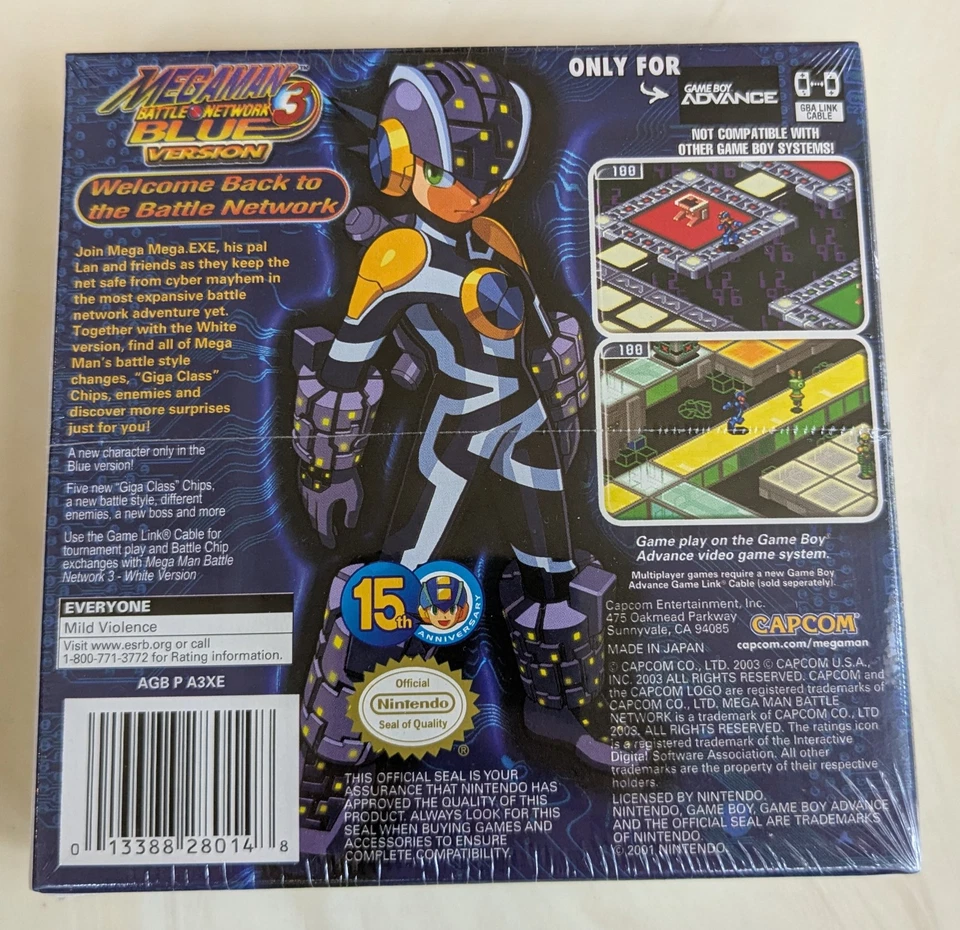 MEGAMAN™
BATTLE NETWORK 3
BLUE
VERSION
Welcome Back to
the Battle Network
Join Mega Mega.EXE, his pal
Lan and friends as they keep the
net safe from cyber mayhem in
the most expansive battle
network adventure yet.
Together with the White
version, find all of Mega
Man's battle style
changes, "Giga Class"
Chips, enemies and
discover more surprises
just for you!
A new character only in the
Blue version!
Five new "Giga Class" Chips,
a new battle style, different
enemies, a new boss and more
Use the Game Link® Cable for
tournament play and Battle Chip
exchanges with Mega Man Battle
Network 3 - White Version
EVERYONE
Mild Violence
Visit www.esrb.org or call
1-800-771-3772 for Rating information.
AGB P A3XE
0 13388 28014 8
15th
ANNIVERSARY
Official
Nintendo
Seal of Quality
®
THIS OFFICIAL SEAL IS YOUR
ASSURANCE THAT NINTENDO HAS
APPROVED THE QUALITY OF THIS
PRODUCT. ALWAYS LOOK FOR THIS
SEAL WHEN BUYING GAMES AND
ACCESSORIES TO ENSURE
COMPLETE COMPATIBILITY.
ONLY FOR
GAME BOY
ADVANCE
GBA LINK
CABLE
NOT COMPATIBLE WITH
OTHER GAME BOY SYSTEMS!
100
100
Game play on the Game Boy®
Advance video game system.
Multiplayer games require a new Game Boy
Advance Game Link® Cable (sold seperately).
Capcom Entertainment, Inc.
475 Oakmead Parkway
Sunnyvale, CA 94085
CAPCOM
MADE IN JAPAN
capcom.com/megaman
© CAPCOM CO., LTD. 2003 © CAPCOM U.S.A.,
INC. 2003 ALL RIGHTS RESERVED. CAPCOM and
the CAPCOM LOGO are registered trademarks of
CAPCOM CO., LTD. MEGA MAN BATTLE
NETWORK is a trademark of CAPCOM CO., LTD
2003. ALL RIGHTS RESERVED. The ratings icon
is a registered trademark of the Interactive
Digital Software Association. All other
trademarks are the property of their respective
holders.
LICENSED BY NINTENDO.
NINTENDO, GAME BOY, GAME BOY ADVANCE
AND THE OFFICIAL SEAL ARE TRADEMARKS
OF NINTENDO.
© 2001 NINTENDO.